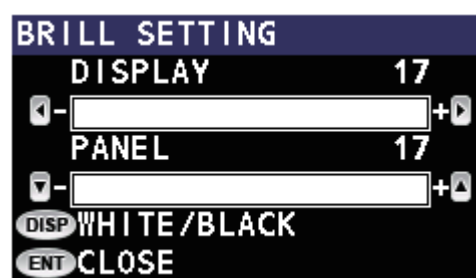 BRILL SETTING
DISPLAY 17
- +
PANEL 17
- +
DISP WHITE/BLACK
ENT CLOSE